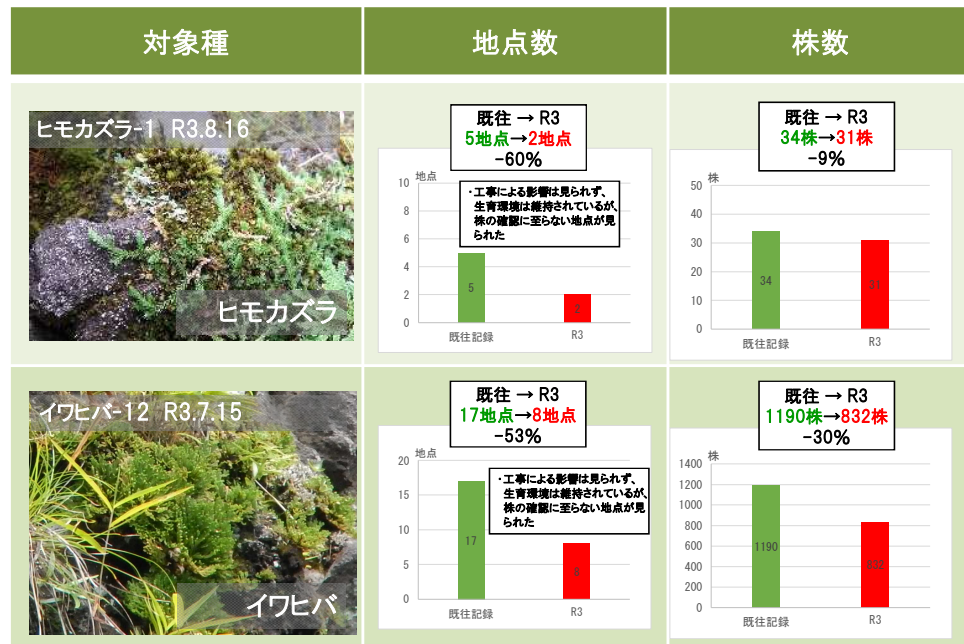 対象種
地点数
株数
ヒモカズラ-1 R3.8.16
ヒモカズラ
既往 → R3
5地点→2地点
-60%
地点
10
8
6
4
2
0
・工事による影響は見られず、
生育環境は維持されているが、
株の確認に至らない地点が見
られた
5
2
既往記録
R3
既往 → R3
34株→31株
-9%
株
50
40
30
20
10
0
34
31
既往記録
R3
イワヒバ-12 R3.7.15
イワヒバ
既往 → R3
17地点→8地点
-53%
地点
20
15
10
5
0
・工事による影響は見られず、
生育環境は維持されているが、
株の確認に至らない地点が見
られた
17
8
既往記録
R3
既往 → R3
1190株→832株
-30%
株
1400
1200
1000
800
600
400
200
0
1190
832
既往記録
R3